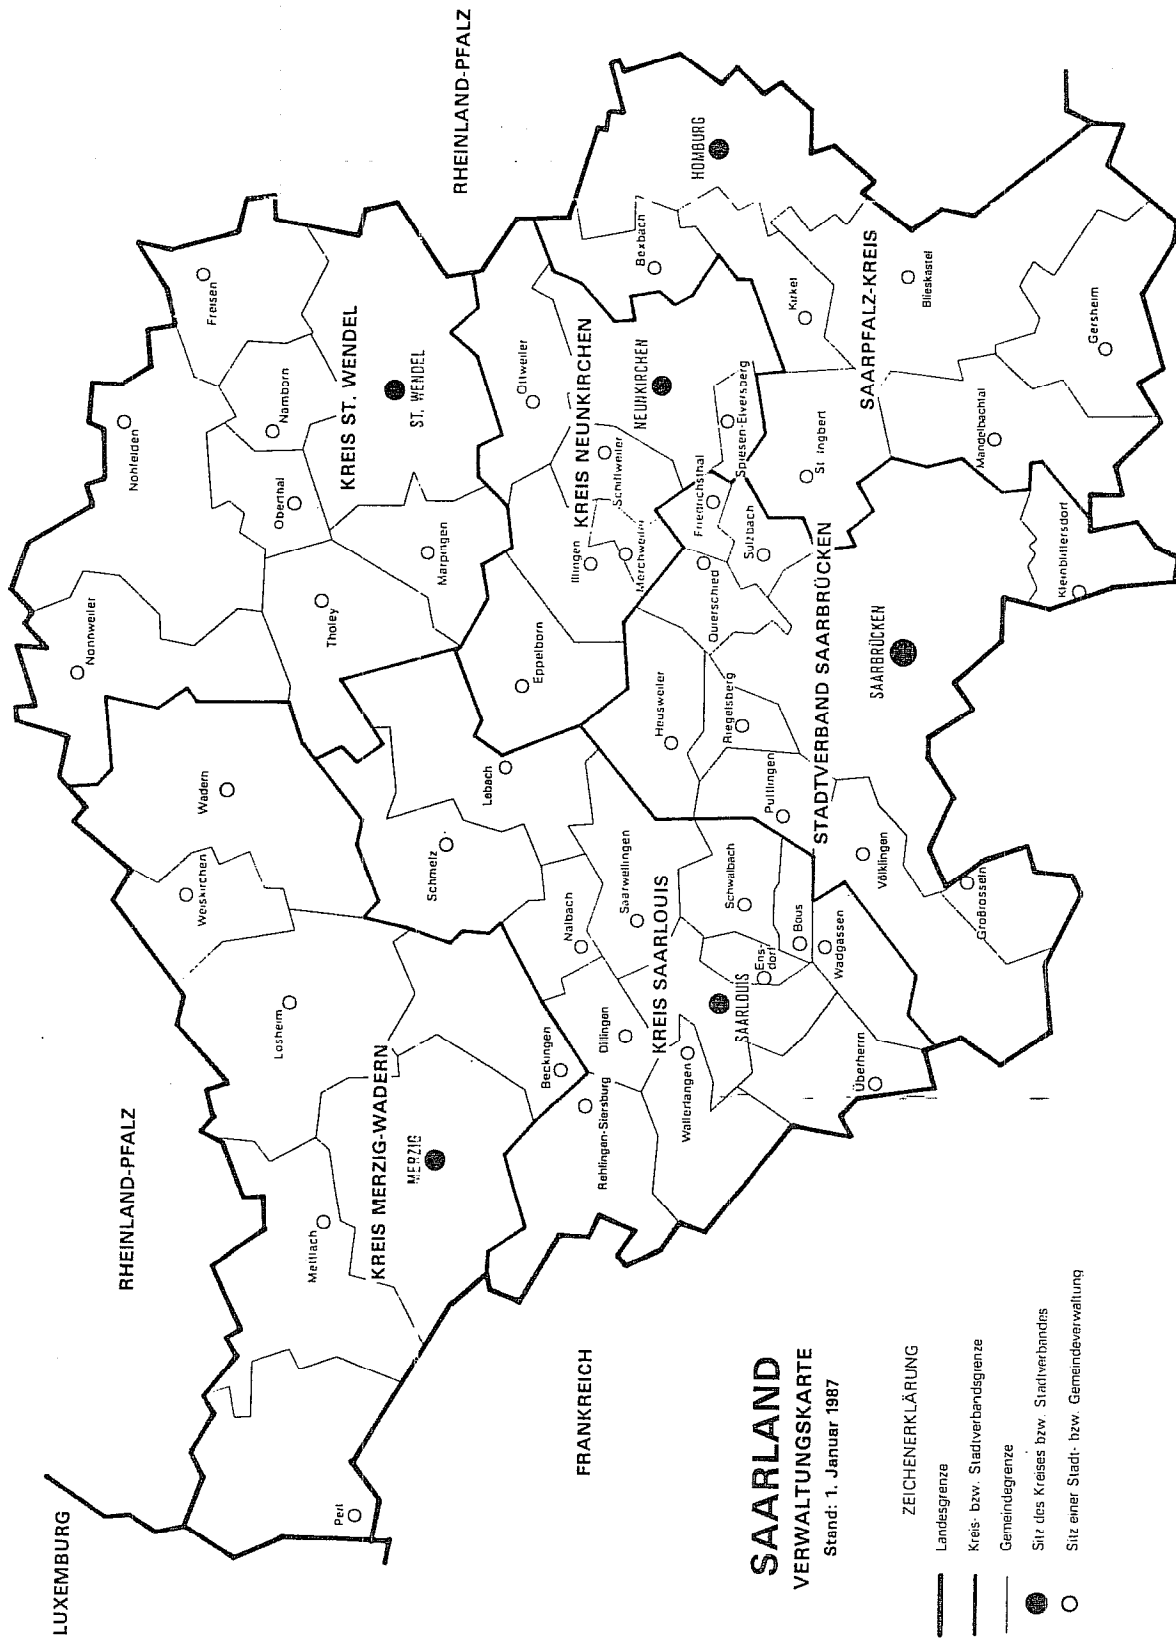 LUXEMBURG
RHEINLAND-PFALZ
RHEINLAND-PFALZ
FRANKREICH
KREIS MERZIG-WADERN
MERZIG
Perl
Mettlach
Losheim
Weiskirchen
Wadern
Beckingen
KREIS ST. WENDEL
ST. WENDEL
Nonnweiler
Nohfelden
Freisen
Namborn
Oberthal
Tholey
Marpingen
KREIS NEUNKIRCHEN
NEUNKIRCHEN
Ottweiler
Schiffweiler
Illingen
Merchweiler
Eppelborn
Spiesen-Elversberg
KREIS SAARLOUIS
SAARLOUIS
Lebach
Schmelz
Nalbach
Saarwellingen
Dillingen
Rehlingen-Siersburg
Wallerfangen
Schwalbach
Ens-
dorf
Bous
Wadgassen
Überherrn
STADTVERBAND SAARBRÜCKEN
SAARBRÜCKEN
Heusweiler
Riegelsberg
Püttlingen
Völklingen
Großrosseln
Quierschied
Friedrichsthal
Sulzbach
Kleinblittersdorf
SAARPFALZ-KREIS
HOMBURG
Bexbach
Kirkel
Blieskastel
St Ingbert
Mandelbachtal
Gersheim
SAARLAND
VERWALTUNGSKARTE
Stand: 1. Januar 1987
ZEICHENERKLÄRUNG
Landesgrenze
Kreis- bzw. Stadtverbandsgrenze
Gemeindegrenze
Sitz des Kreises bzw. Stadtverbandes
Sitz einer Stadt- bzw. Gemeindeverwaltung